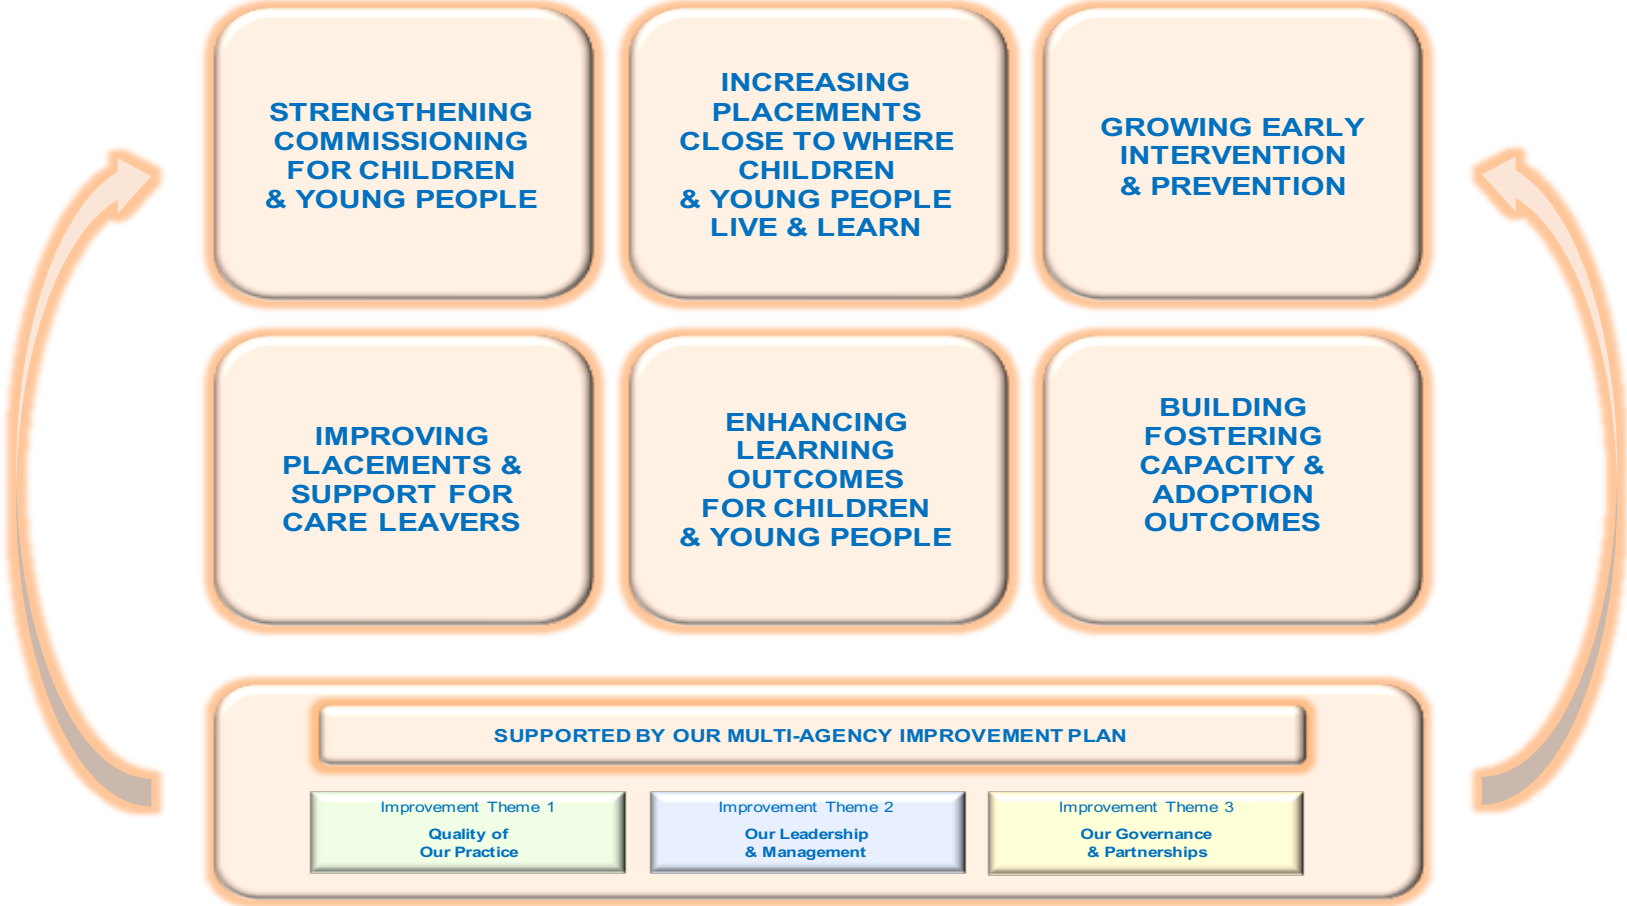 STRENGTHENING
COMMISSIONING
FOR CHILDREN
& YOUNG PEOPLE
INCREASING
PLACEMENTS
CLOSE TO WHERE
CHILDREN
& YOUNG PEOPLE
LIVE & LEARN
GROWING EARLY
INTERVENTION
& PREVENTION
IMPROVING
PLACEMENTS &
SUPPORT FOR
CARE LEAVERS
ENHANCING
LEARNING
OUTCOMES
FOR CHILDREN
& YOUNG PEOPLE
BUILDING
FOSTERING
CAPACITY &
ADOPTION
OUTCOMES
SUPPORTED BY OUR MULTI-AGENCY IMPROVEMENT PLAN
Improvement Theme 1
Quality of
Our Practice
Improvement Theme 2
Our Leadership
& Management
Improvement Theme 3
Our Governance
& Partnerships